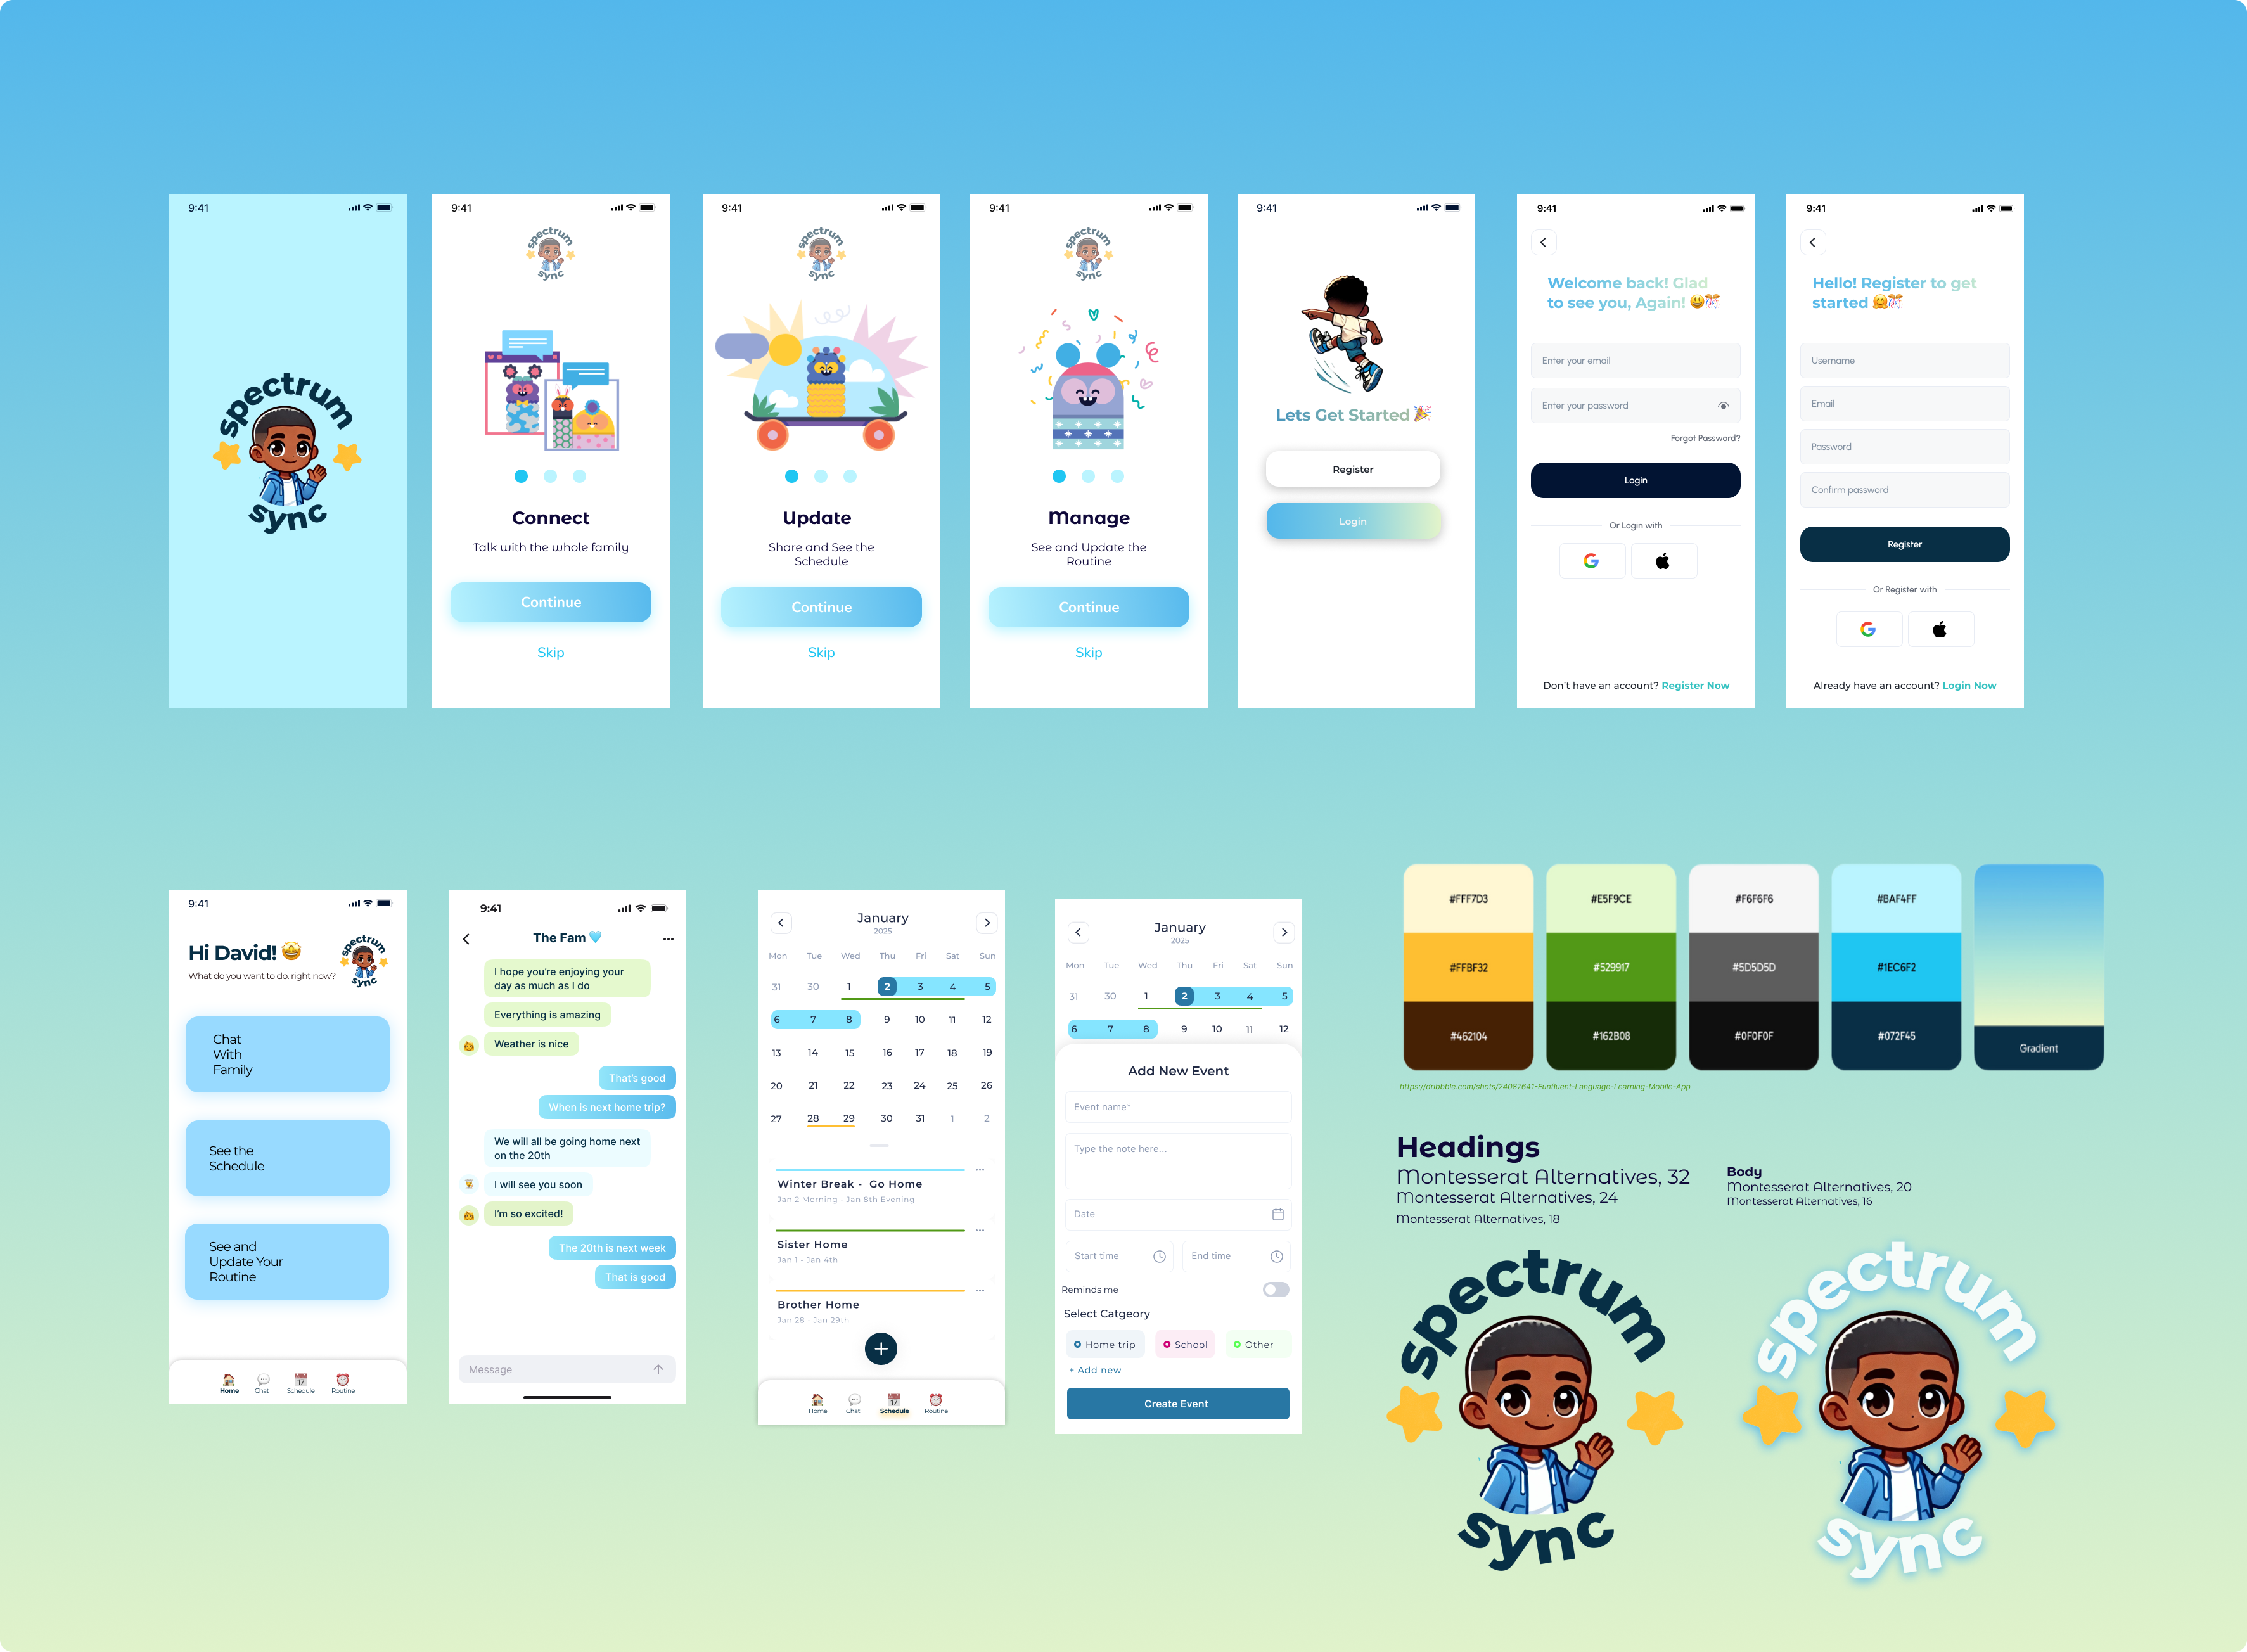 9:41
spectrum
sync
9:41
spectrum
sync
Connect
Talk with the whole family
Continue
Skip
9:41
spectrum
sync
Update
Share and See the
Schedule
Continue
Skip
9:41
spectrum
sync
Manage
See and Update the
Routine
Continue
Skip
9:41
Lets Get Started
Register
Login
9:41
Welcome back! Glad
to see you, Again!
Enter your email
Enter your password
Forgot Password?
Login
Or Login with
Don't have an account? Register Now
9:41
Hello! Register to get
started
Username
Email
Password
Confirm password
Register
Or Register with
Already have an account? Login Now
9:41
Hi David!
What do you want to do. right now?
spectrum
sync
Chat
With
Family
See the
Schedule
See and
Update Your
Routine
Home Chat Schedule Routine
9:41
The Fam
I hope you're enjoying your
day as much as I do
Everything is amazing
Weather is nice
That's good
When is next home trip?
We will all be going home next
on the 20th
I will see you soon
I'm so excited!
The 20th is next week
That is good
Message
January
2025
Mon Tue Wed Thu Fri Sat Sun
31 30 1 2 3 4 5
6 7 8 9 10 11 12
13 14 15 16 17 18 19
20 21 22 23 24 25 26
27 28 29 30 31 1 2
Winter Break - Go Home
Jan 2 Morning - Jan 8th Evening
Sister Home
Jan 1 - Jan 4th
Brother Home
Jan 28 - Jan 29th
Home Chat Schedule Routine
January
2025
Mon Tue Wed Thu Fri Sat Sun
31 30 1 2 3 4 5
6 7 8 9 10 11 12
Add New Event
Event name*
Type the note here...
Date
Start time End time
Reminds me
Select Catgeory
Home trip School Other
+ Add new
Create Event
#FFF7D3 #E5F9CE #F6F6F6 #BAF4FF
#FFBF32 #529917 #5D5D5D #1EC6F2
#462104 #162B08 #0F0F0F #072F45 Gradient
https://dribbble.com/shots/24087641-Funfluent-Language-Learning-Mobile-App
Headings
Montesserat Alternatives, 32
Montesserat Alternatives, 24
Montesserat Alternatives, 18
Body
Montesserat Alternatives, 20
Montesserat Alternatives, 16
spectrum
sync
spectrum
sync